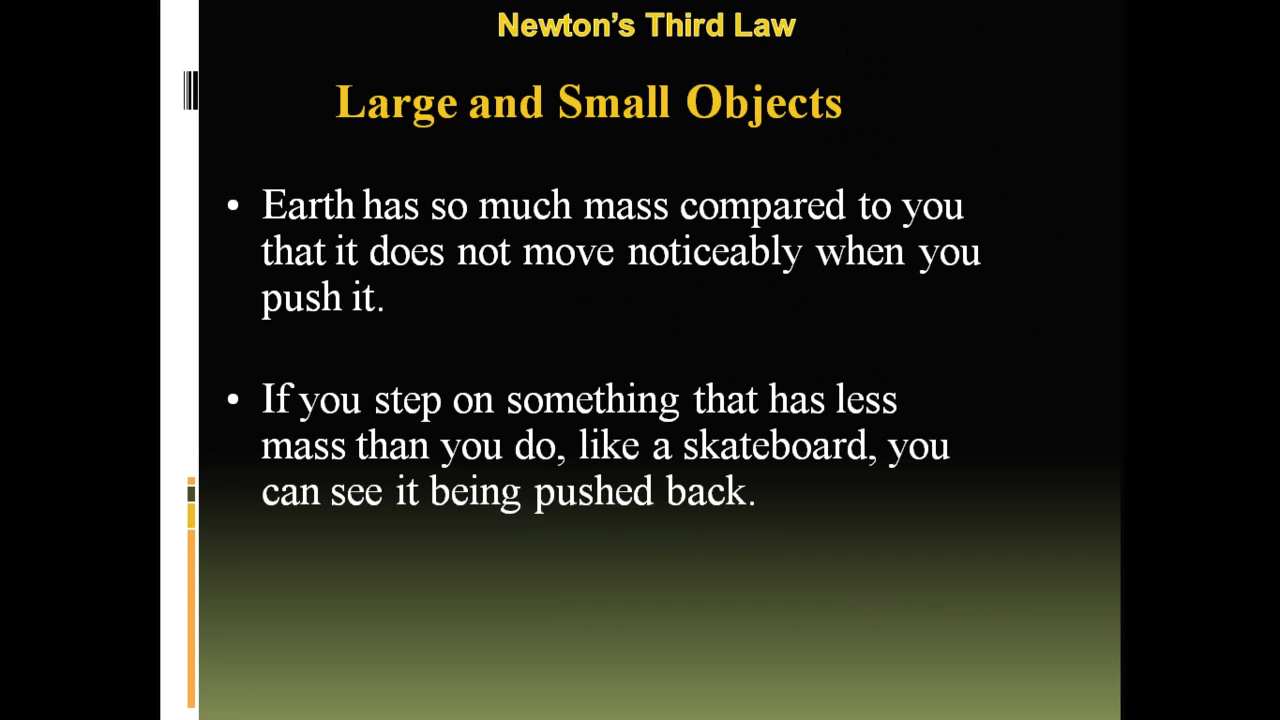 Newton's Third Law
Large and Small Objects
• Earth has so much mass compared to you
that it does not move noticeably when you
push it.
• If you step on something that has less
mass than you do, like a skateboard, you
can see it being pushed back.